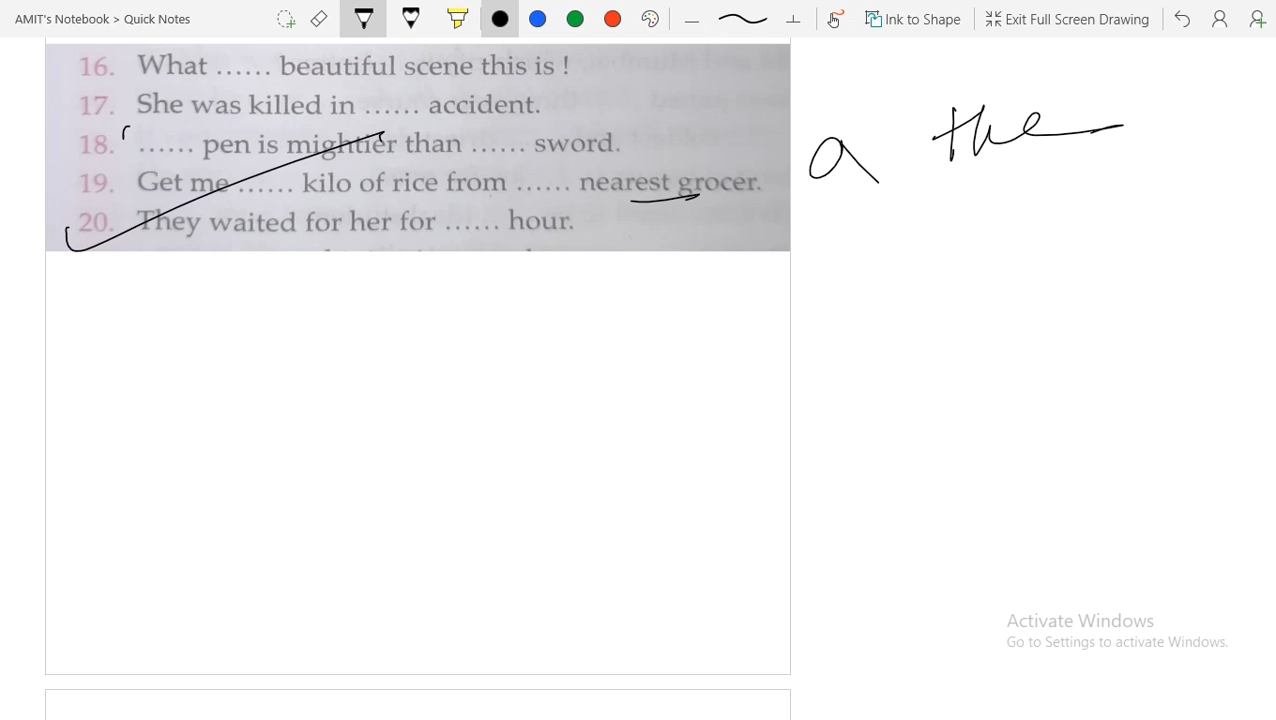 AMIT's Notebook > Quick Notes
Ink to Shape
Exit Full Screen Drawing
16. What ...... beautiful scene this is !
17. She was killed in ...... accident.
18. ...... pen is mightier than ...... sword.
19. Get me ...... kilo of rice from ...... nearest grocer.
20. They waited for her for ...... hour.
a the
Activate Windows
Go to Settings to activate Windows.